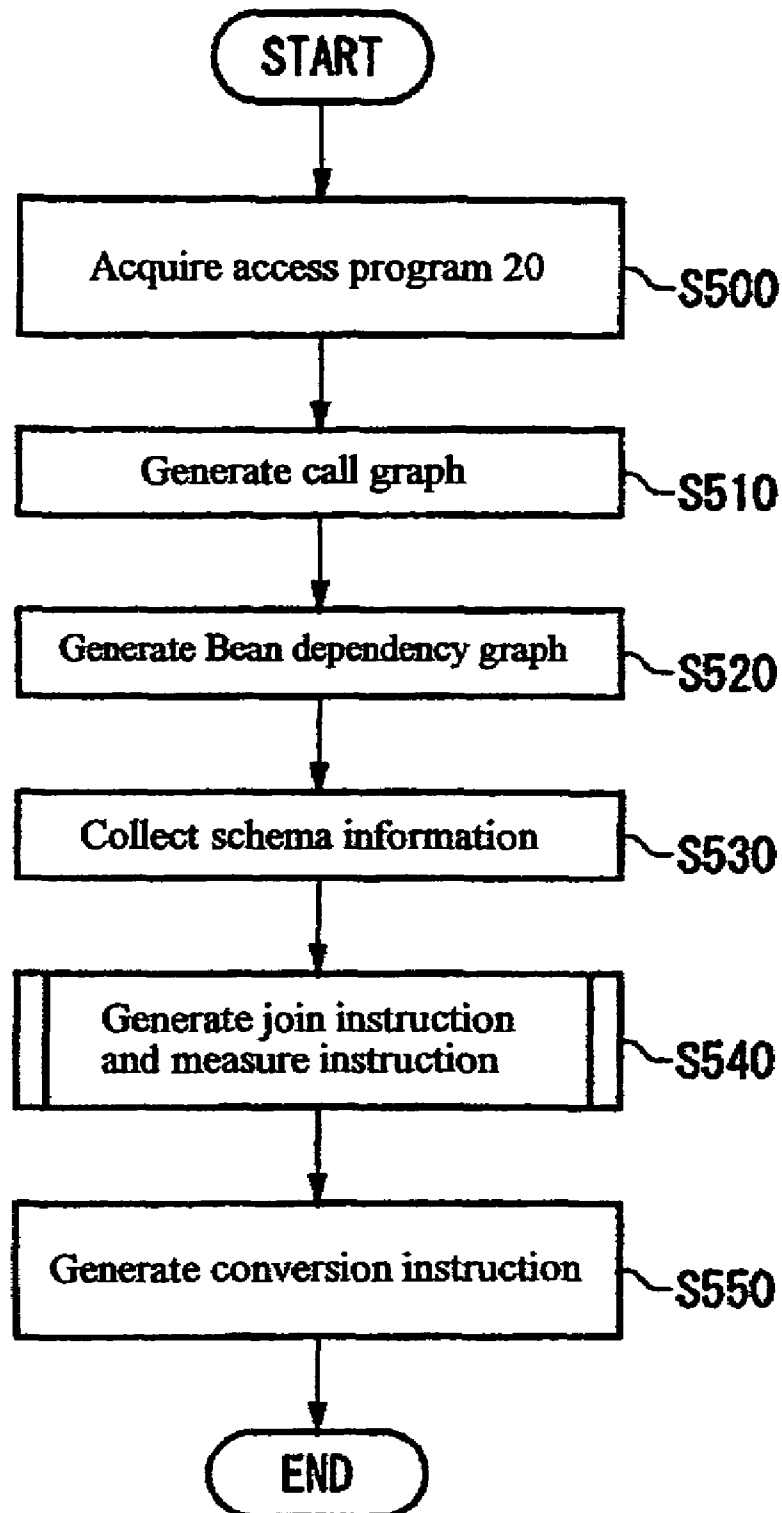 START
Acquire access program 20
S500
Generate call graph
S510
Generate Bean dependency graph
S520
Collect schema information
S530
Generate join instruction
and measure instruction
S540
Generate conversion instruction
S550
END